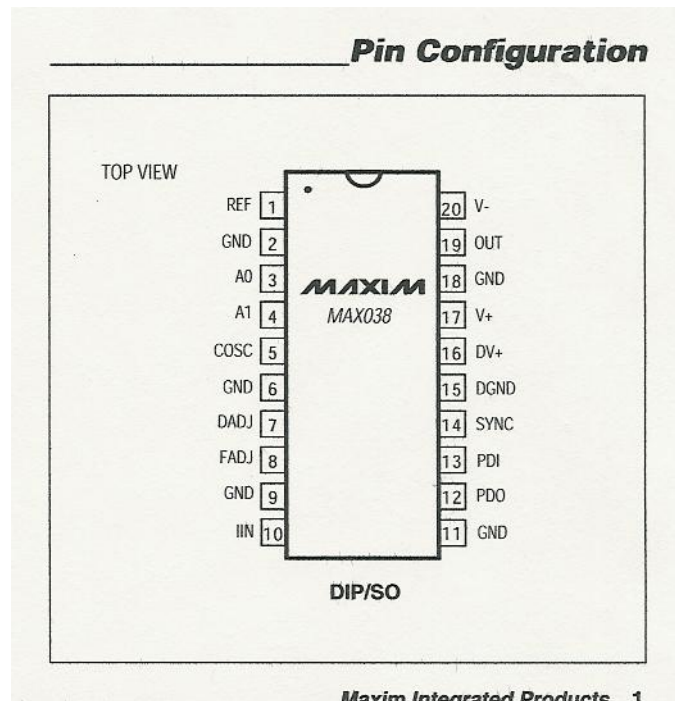 Pin Configuration
TOP VIEW
REF 1 20 V-
GND 2 19 OUT
A0 3 18 GND
A1 4 17 V+
COSC 5 16 DV+
GND 6 15 DGND
DADJ 7 14 SYNC
FADJ 8 13 PDI
GND 9 12 PDO
IIN 10 11 GND
MAXIM
MAX038
DIP/SO
Maxim Integrated Products 1